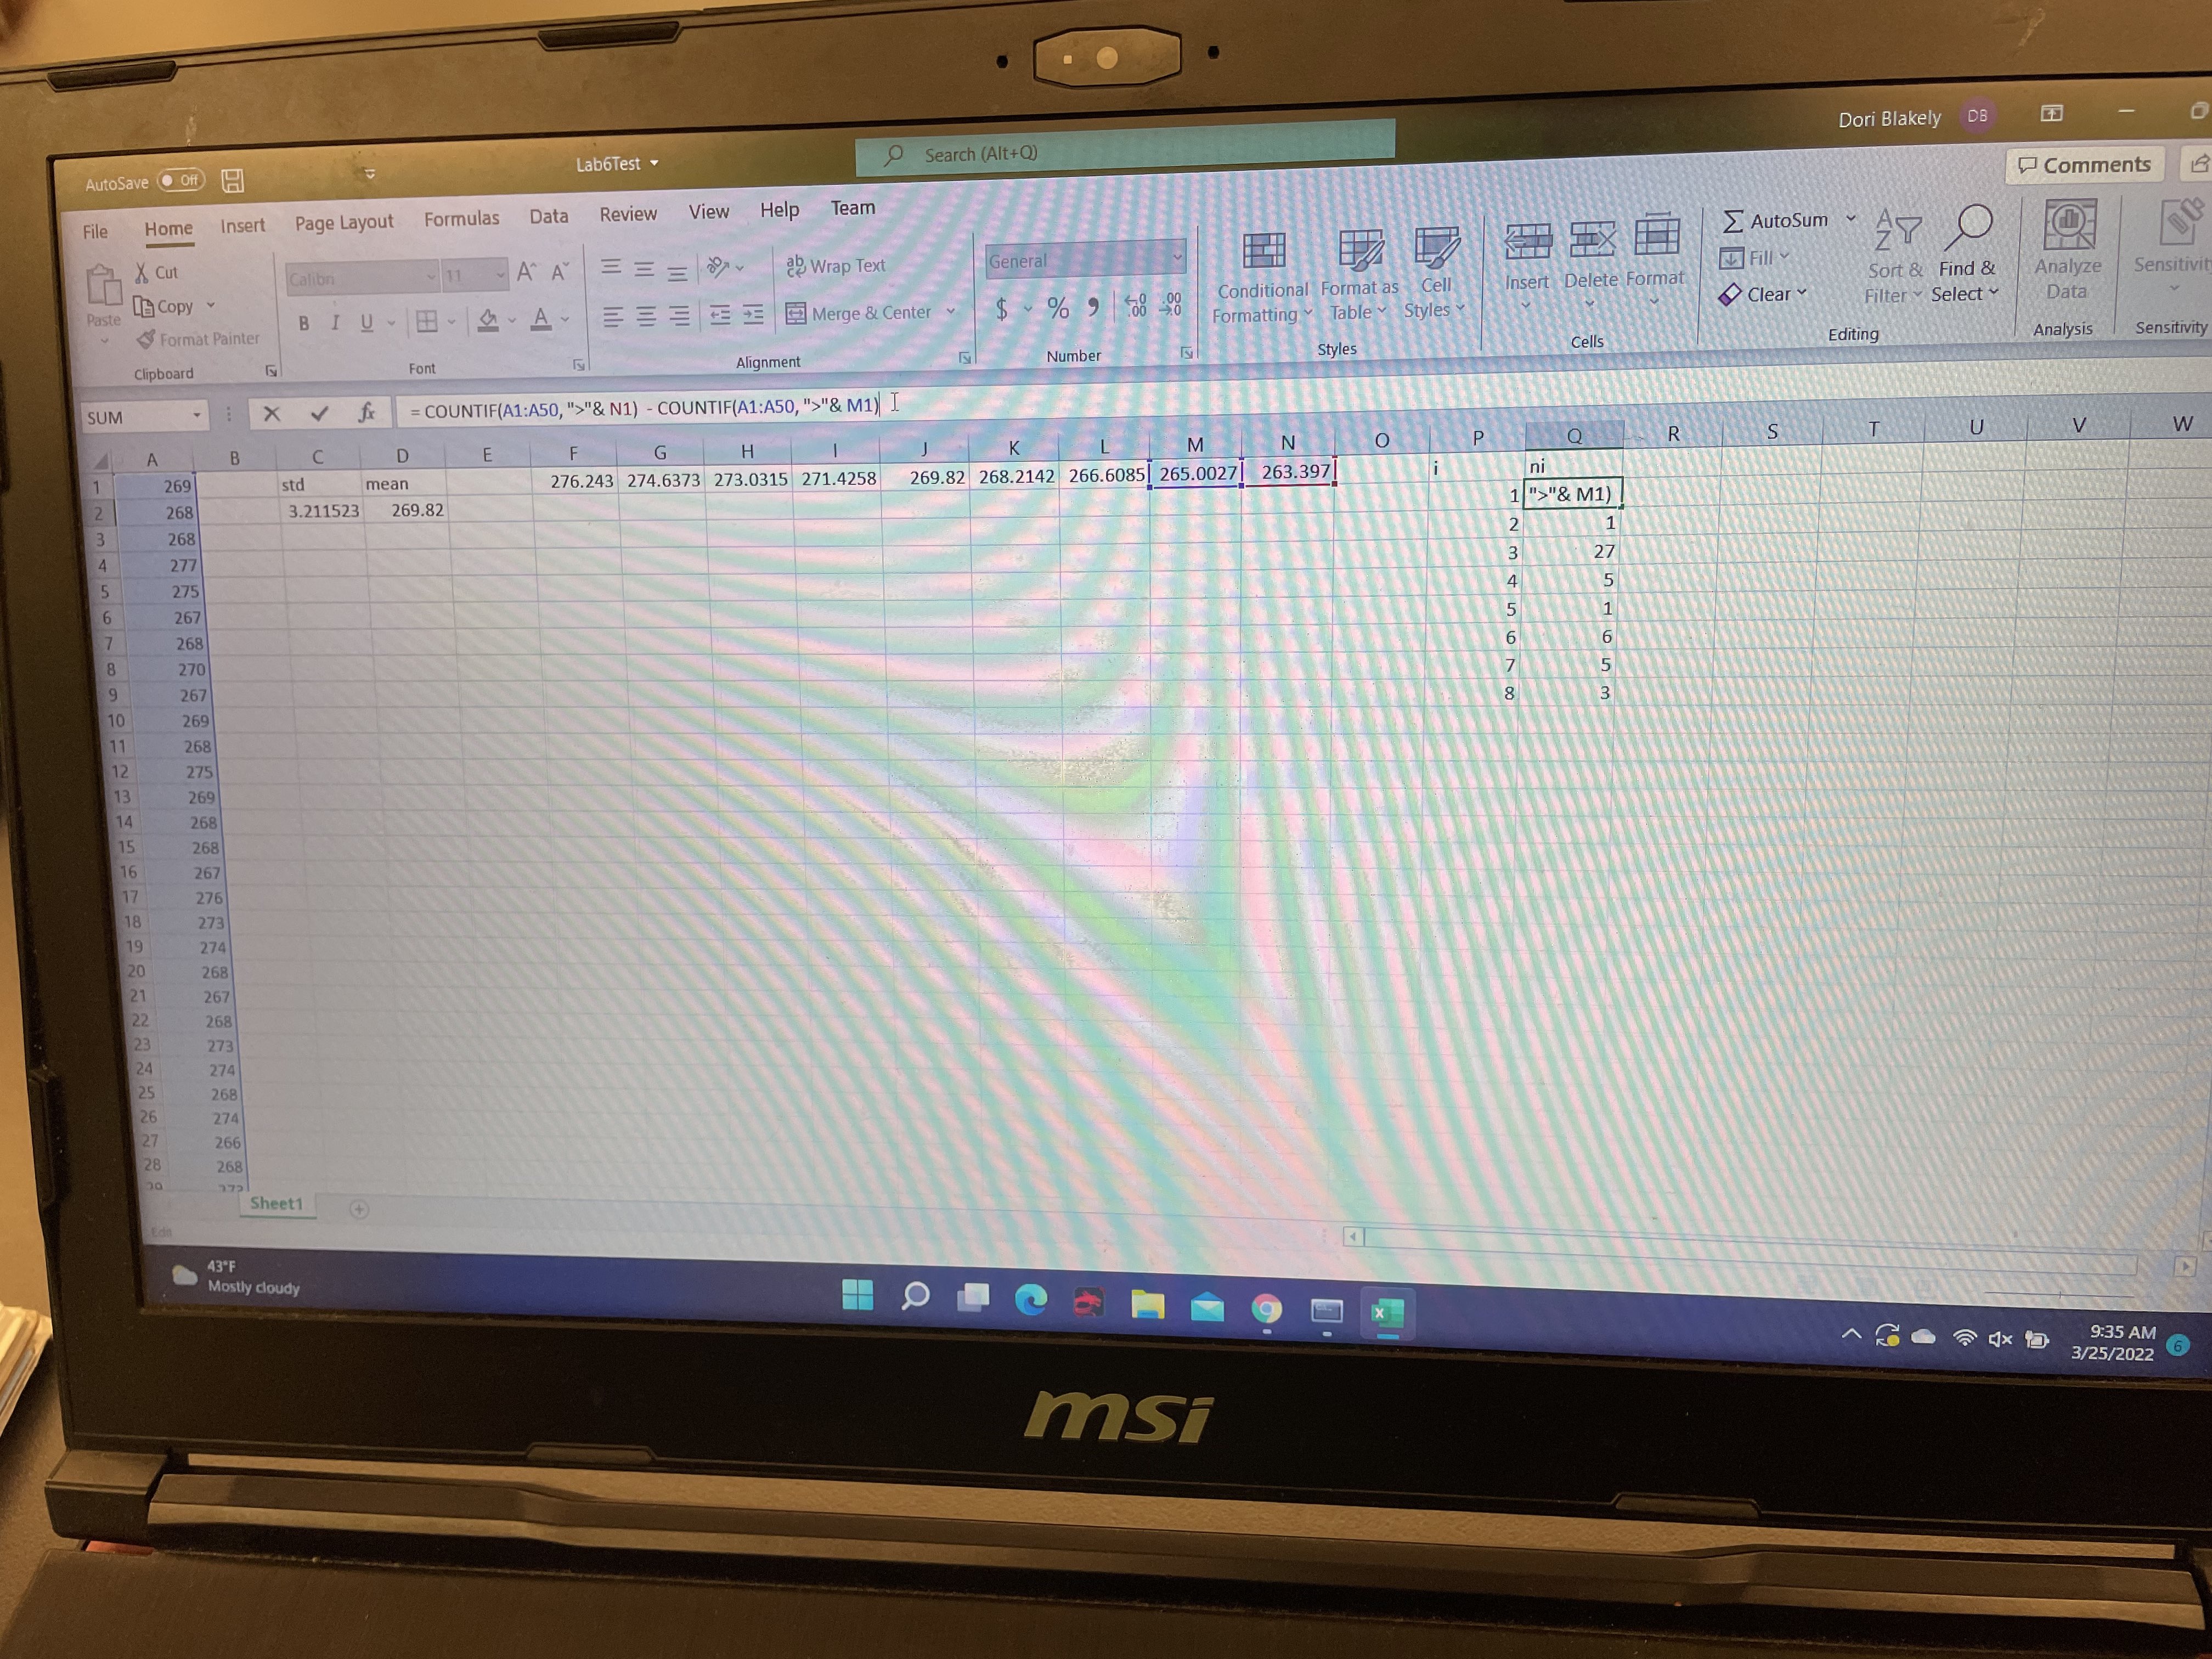 Dori Blakely DB
AutoSave Off Lab6Test Search (Alt+Q)
Comments
File Home Insert Page Layout Formulas Data Review View Help Team
Cut
Copy
Paste
Format Painter
Clipboard
Calibri 11
B I U
Font
Wrap Text
Merge & Center
Alignment
General
$ % 9 .00
Number
Conditional Formatting
Format as Table
Cell Styles
Styles
Insert Delete Format
Cells
AutoSum
Fill
Clear
Sort & Filter
Find & Select
Editing
Analyze Data
Analysis
Sensitivity
Sensitivity
SUM fx = COUNTIF(A1:A50, ">"& N1) - COUNTIF(A1:A50, ">"& M1)
A B C D E F G H I J K L M N O P Q R S T U V W
1 269 std mean 276.243 274.6373 273.0315 271.4258 269.82 268.2142 266.6085 265.0027 263.397 i ni
2 268 3.211523 269.82 1 ">"& M1)
3 268 2 1
4 277 3 27
5 275 4 5
6 267 5 1
7 268 6 6
8 270 7 5
9 267 8 3
10 269
11 268
12 275
13 269
14 268
15 268
16 267
17 276
18 273
19 274
20 268
21 267
22 268
23 273
24 274
25 268
26 274
27 266
28 268
Sheet1
Edit
43°F
Mostly cloudy
9:35 AM
3/25/2022
6
msi